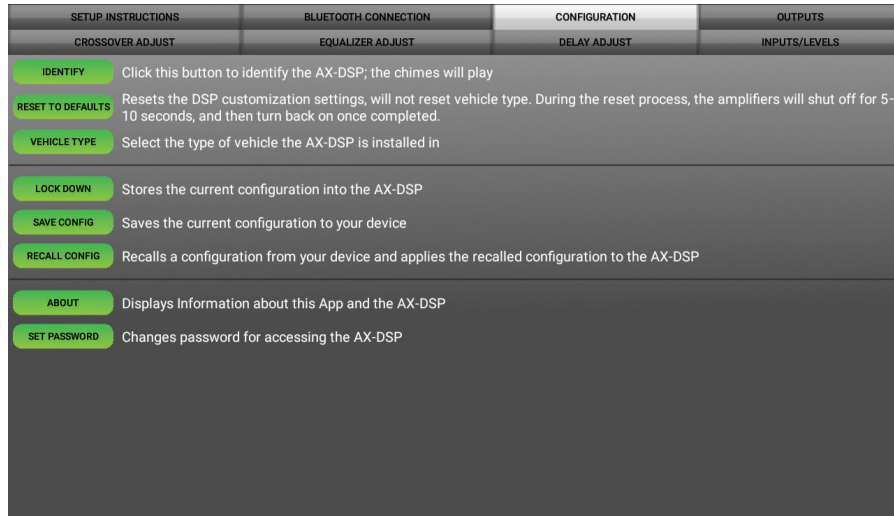 SETUP INSTRUCTIONS
BLUETOOTH CONNECTION
CONFIGURATION
OUTPUTS
CROSSOVER ADJUST
EQUALIZER ADJUST
DELAY ADJUST
INPUTS/LEVELS
IDENTIFY
Click this button to identify the AX-DSP; the chimes will play
RESET TO DEFAULTS
Resets the DSP customization settings, will not reset vehicle type. During the reset process, the amplifiers will shut off for 5-
10 seconds, and then turn back on once completed.
VEHICLE TYPE
Select the type of vehicle the AX-DSP is installed in
LOCK DOWN
Stores the current configuration into the AX-DSP
SAVE CONFIG
Saves the current configuration to your device
RECALL CONFIG
Recalls a configuration from your device and applies the recalled configuration to the AX-DSP
ABOUT
Displays Information about this App and the AX-DSP
SET PASSWORD
Changes password for accessing the AX-DSP